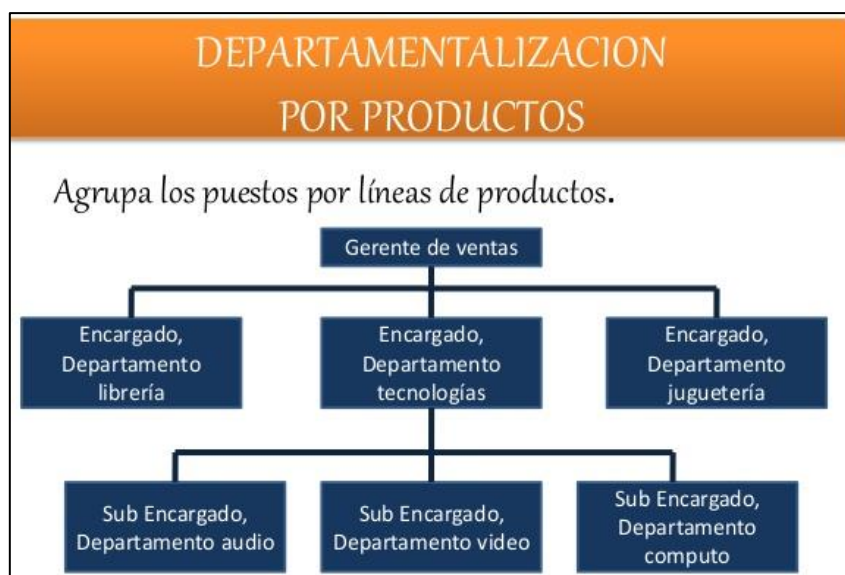 DEPARTAMENTALIZACION
POR PRODUCTOS
Agrupa los puestos por líneas de productos.
Gerente de ventas
Encargado,
Departamento
librería
Encargado,
Departamento
tecnologías
Encargado,
Departamento
juguetería
Sub Encargado,
Departamento audio
Sub Encargado,
Departamento video
Sub Encargado,
Departamento
computo